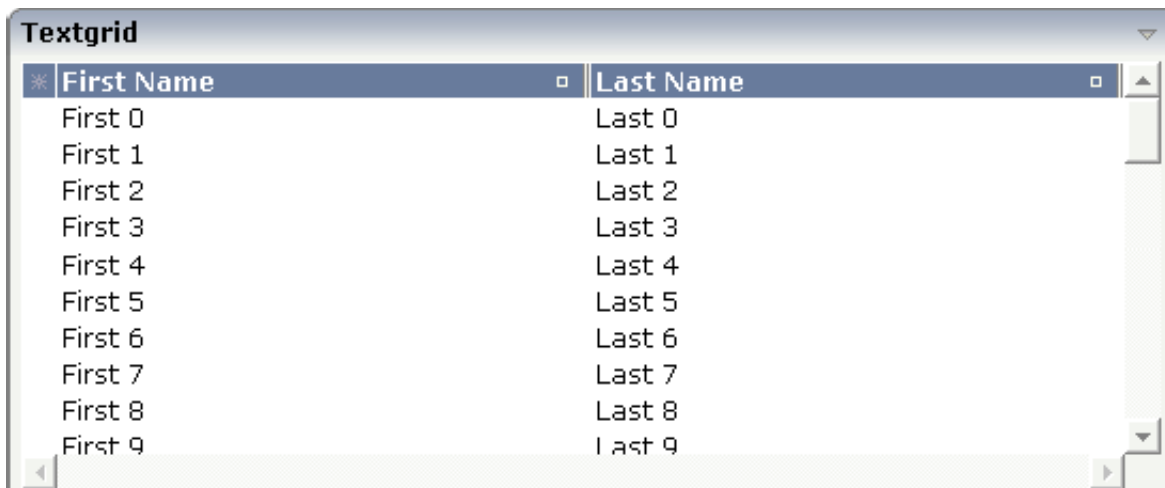 Textgrid
First Name Last Name
First 0 Last 0
First 1 Last 1
First 2 Last 2
First 3 Last 3
First 4 Last 4
First 5 Last 5
First 6 Last 6
First 7 Last 7
First 8 Last 8
First 9 Last 9